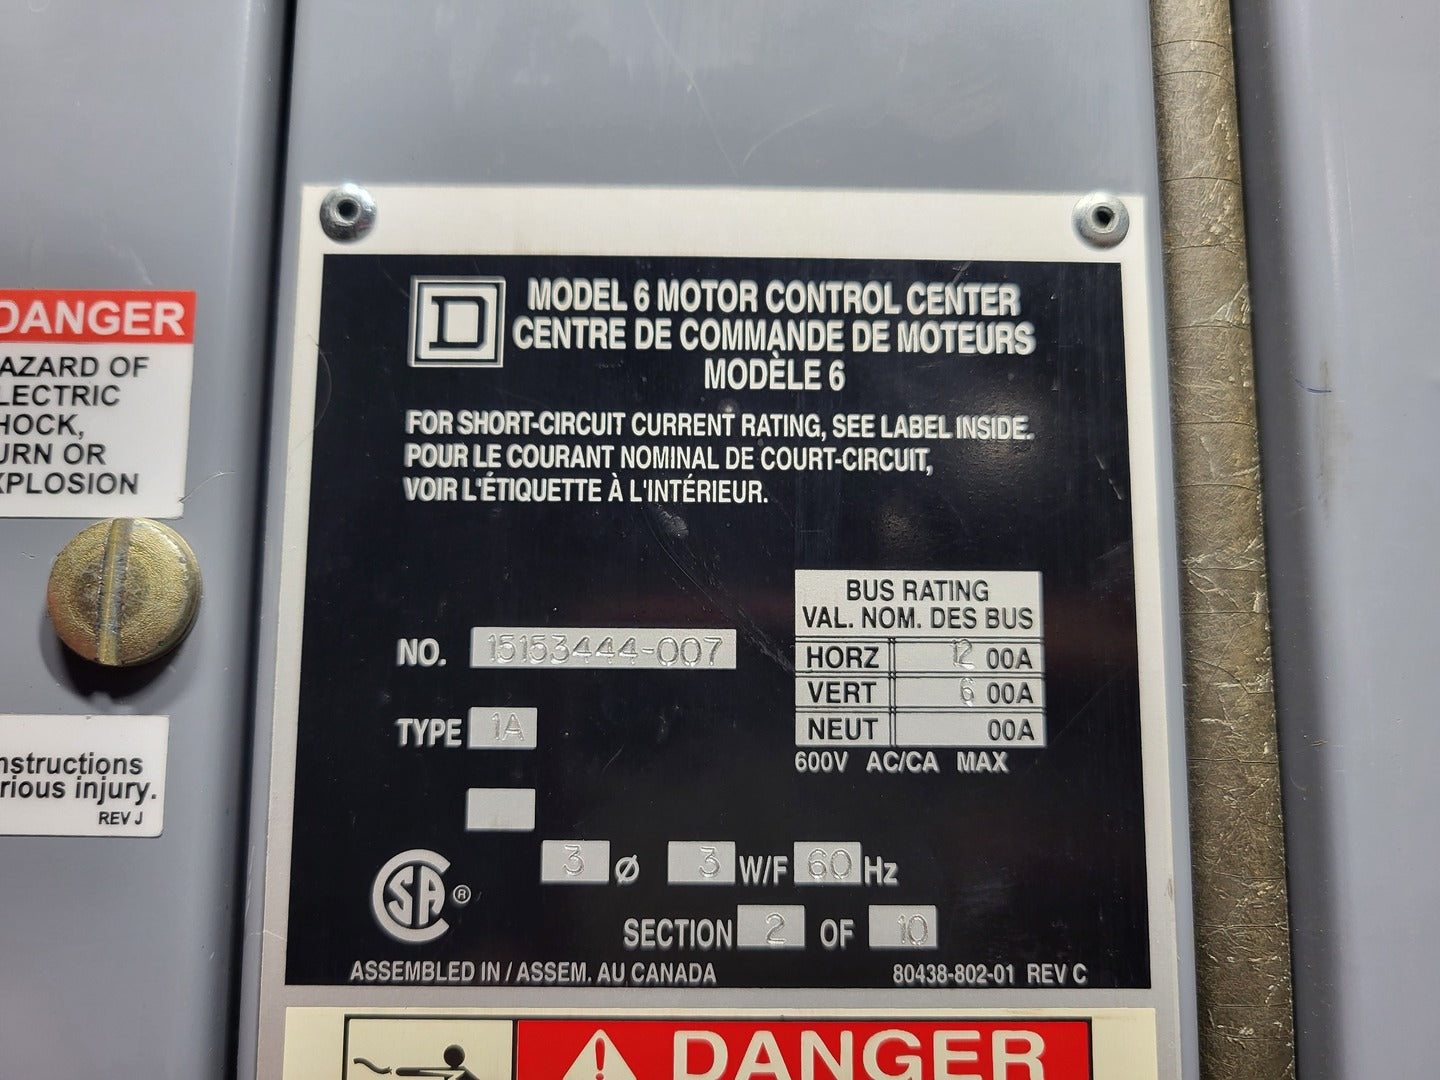 DANGER
AZARD OF
LECTRIC
HOCK,
URN OR
XPLOSION
nstructions
rious injury.
REV J
D
MODEL 6 MOTOR CONTROL CENTER
CENTRE DE COMMANDE DE MOTEURS
MODÈLE 6
FOR SHORT-CIRCUIT CURRENT RATING, SEE LABEL INSIDE.
POUR LE COURANT NOMINAL DE COURT-CIRCUIT,
VOIR L'ÉTIQUETTE À L'INTÉRIEUR.
NO. 15153444-007
TYPE 1A
BUS RATING
VAL. NOM. DES BUS
HORZ 12 00A
VERT 6 00A
NEUT 00A
600V AC/CA MAX
3 Ø 3 W/F 60 Hz
CSA ®
SECTION 2 OF 10
ASSEMBLED IN / ASSEM. AU CANADA 80438-802-01 REV C
DANGER